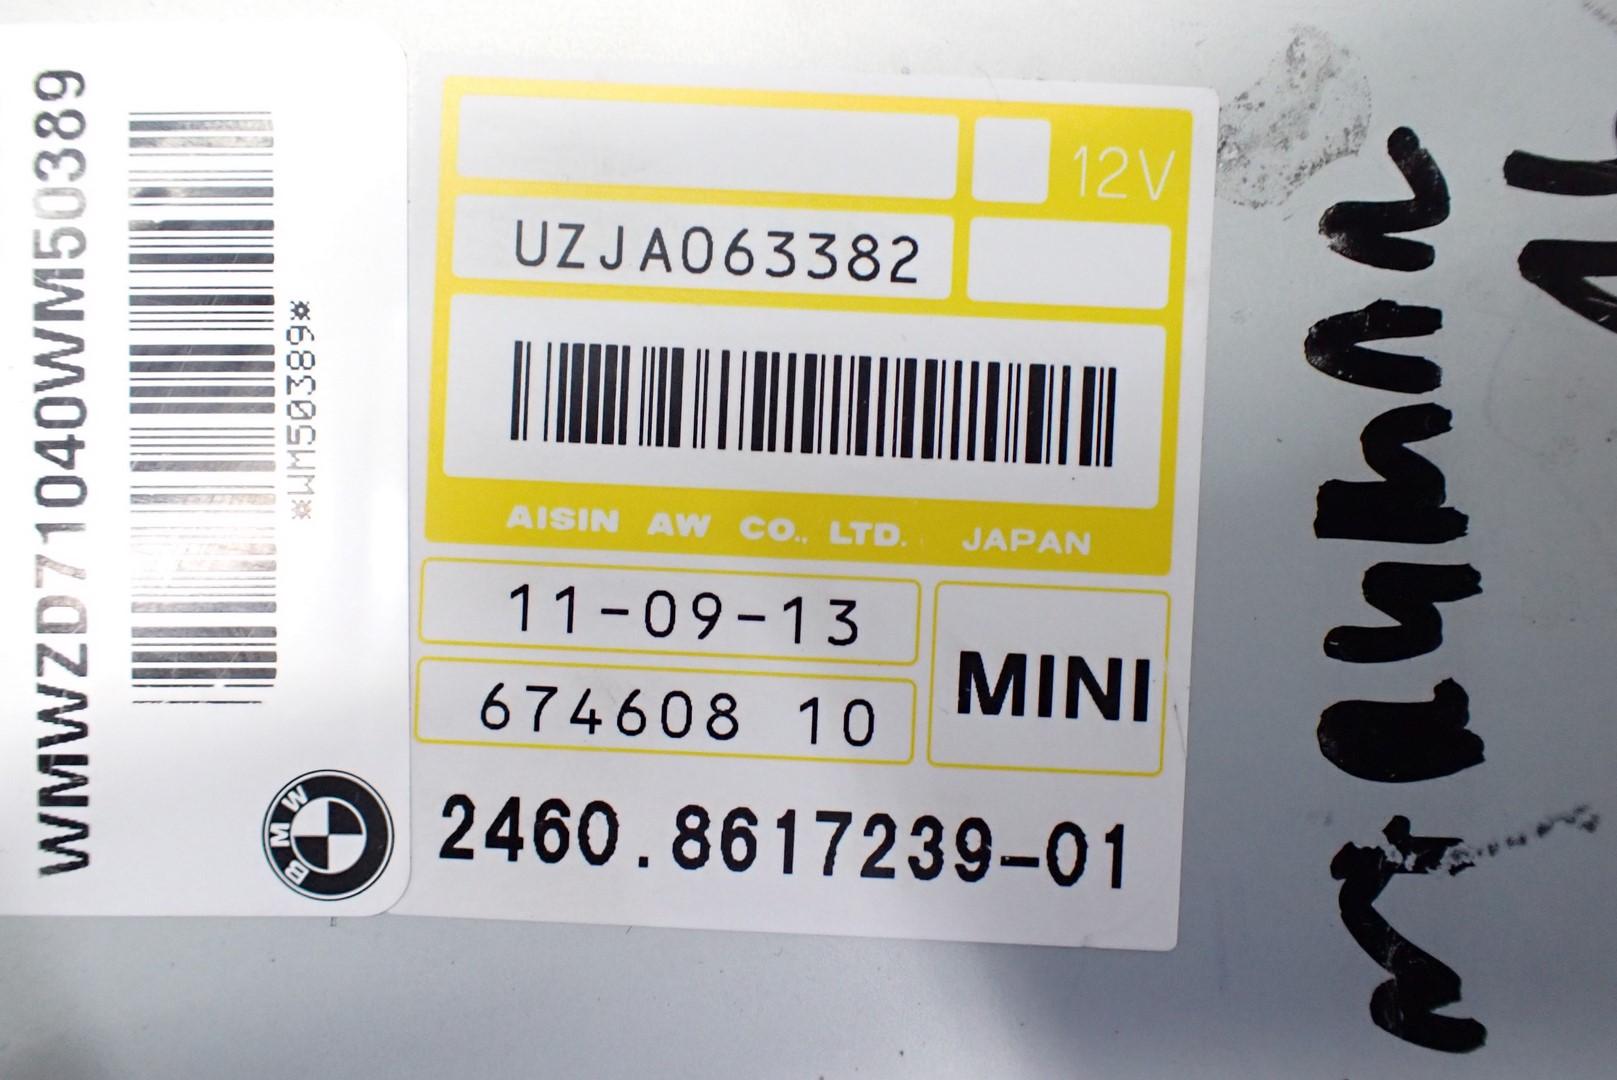 WMWZD71040WM50389
*WM50389*
BMW
12V
UZJA063382
AISIN AW CO., LTD. JAPAN
11-09-13
674608 10
MINI
2460.8617239-01